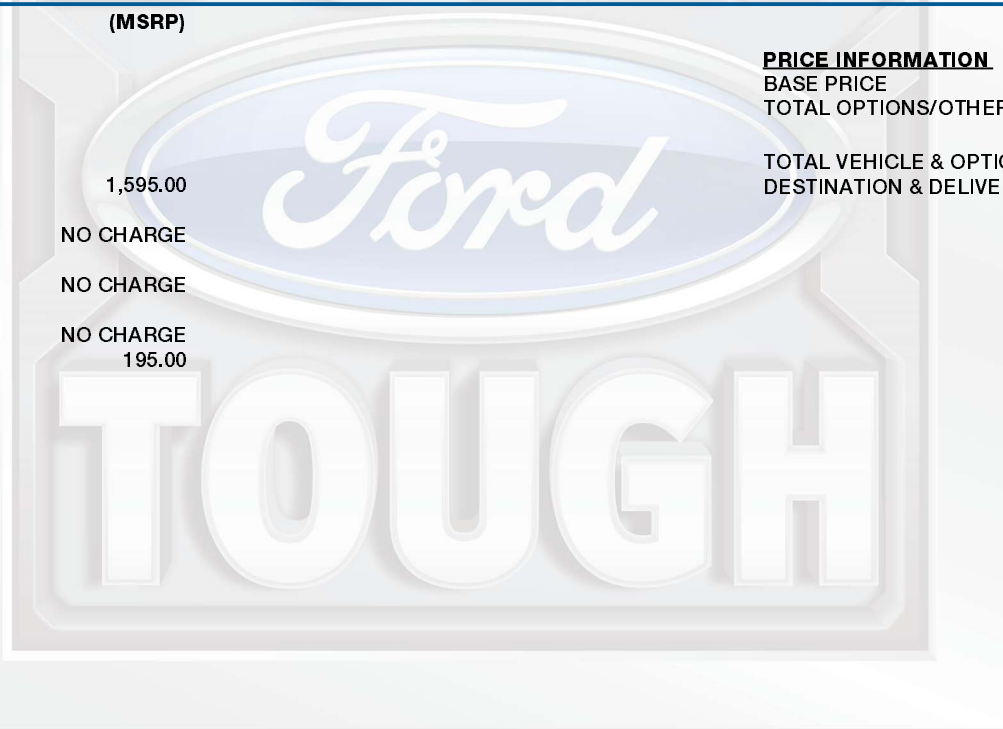 (MSRP)
1,595.00
NO CHARGE
NO CHARGE
NO CHARGE
195.00
Ford
TOUGH
PRICE INFORMATION
BASE PRICE
TOTAL OPTIONS/OTHER
TOTAL VEHICLE & OPTIO
DESTINATION & DELIVE